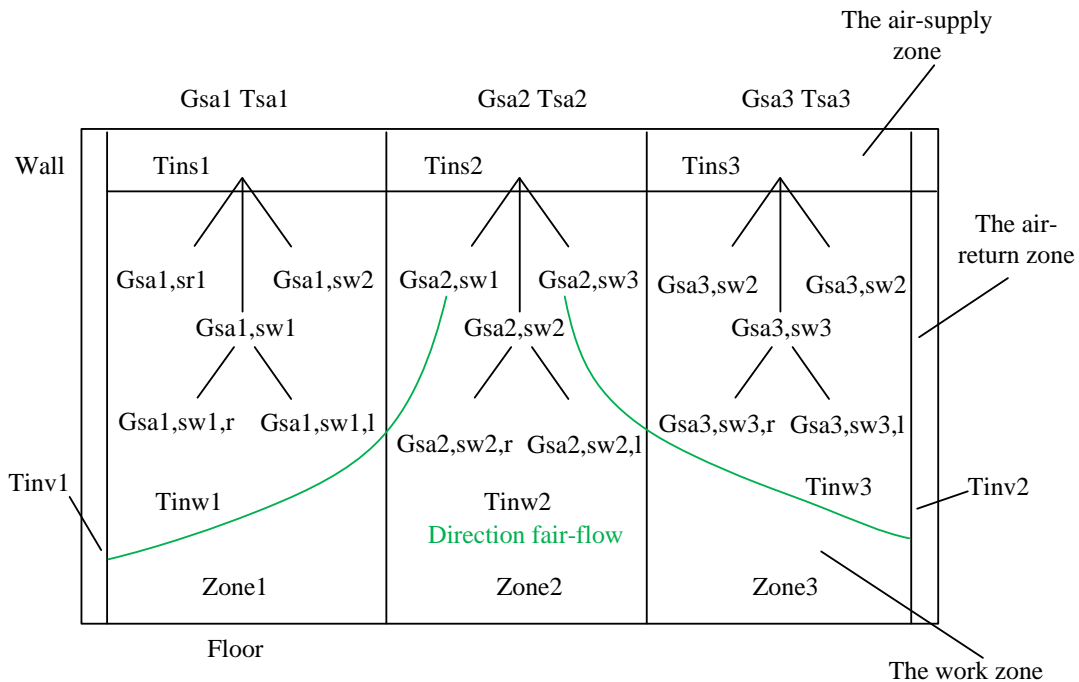 The air-supply
zone
Gsa1 Tsa1
Gsa2 Tsa2
Gsa3 Tsa3
Wall
Tins1
Tins2
Tins3
The air-
return zone
Gsa1,sr1
Gsa1,sw2
Gsa2,sw1
Gsa2,sw3
Gsa3,sw2
Gsa3,sw2
Gsa1,sw1
Gsa2,sw2
Gsa3,sw3
Gsa1,sw1,r
Gsa1,sw1,l
Gsa2,sw2,r
Gsa2,sw2,l
Gsa3,sw3,r
Gsa3,sw3,l
Tinv1
Tinw1
Tinw2
Tinw3
Tinv2
Direction fair-flow
Zone1
Zone2
Zone3
Floor
The work zone